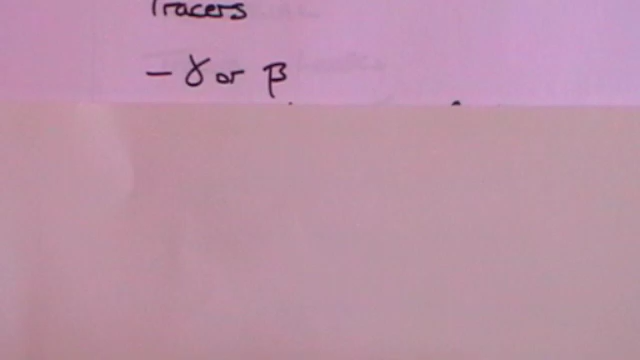 Tracers
- γ or β